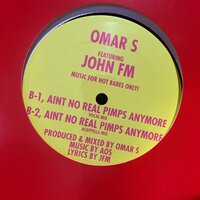 OMAR S
FEATURING
JOHN FM
MUSIC FOR HOT BABES ONLY!
B-1, AINT NO REAL PIMPS ANYMORE
VOCAL MIX
B-2, AINT NO REAL PIMPS ANYMORE
ACAPPELLA MIX
PRODUCED & MIXED BY OMAR S
MUSIC BY AOS
LYRICS BY JFM